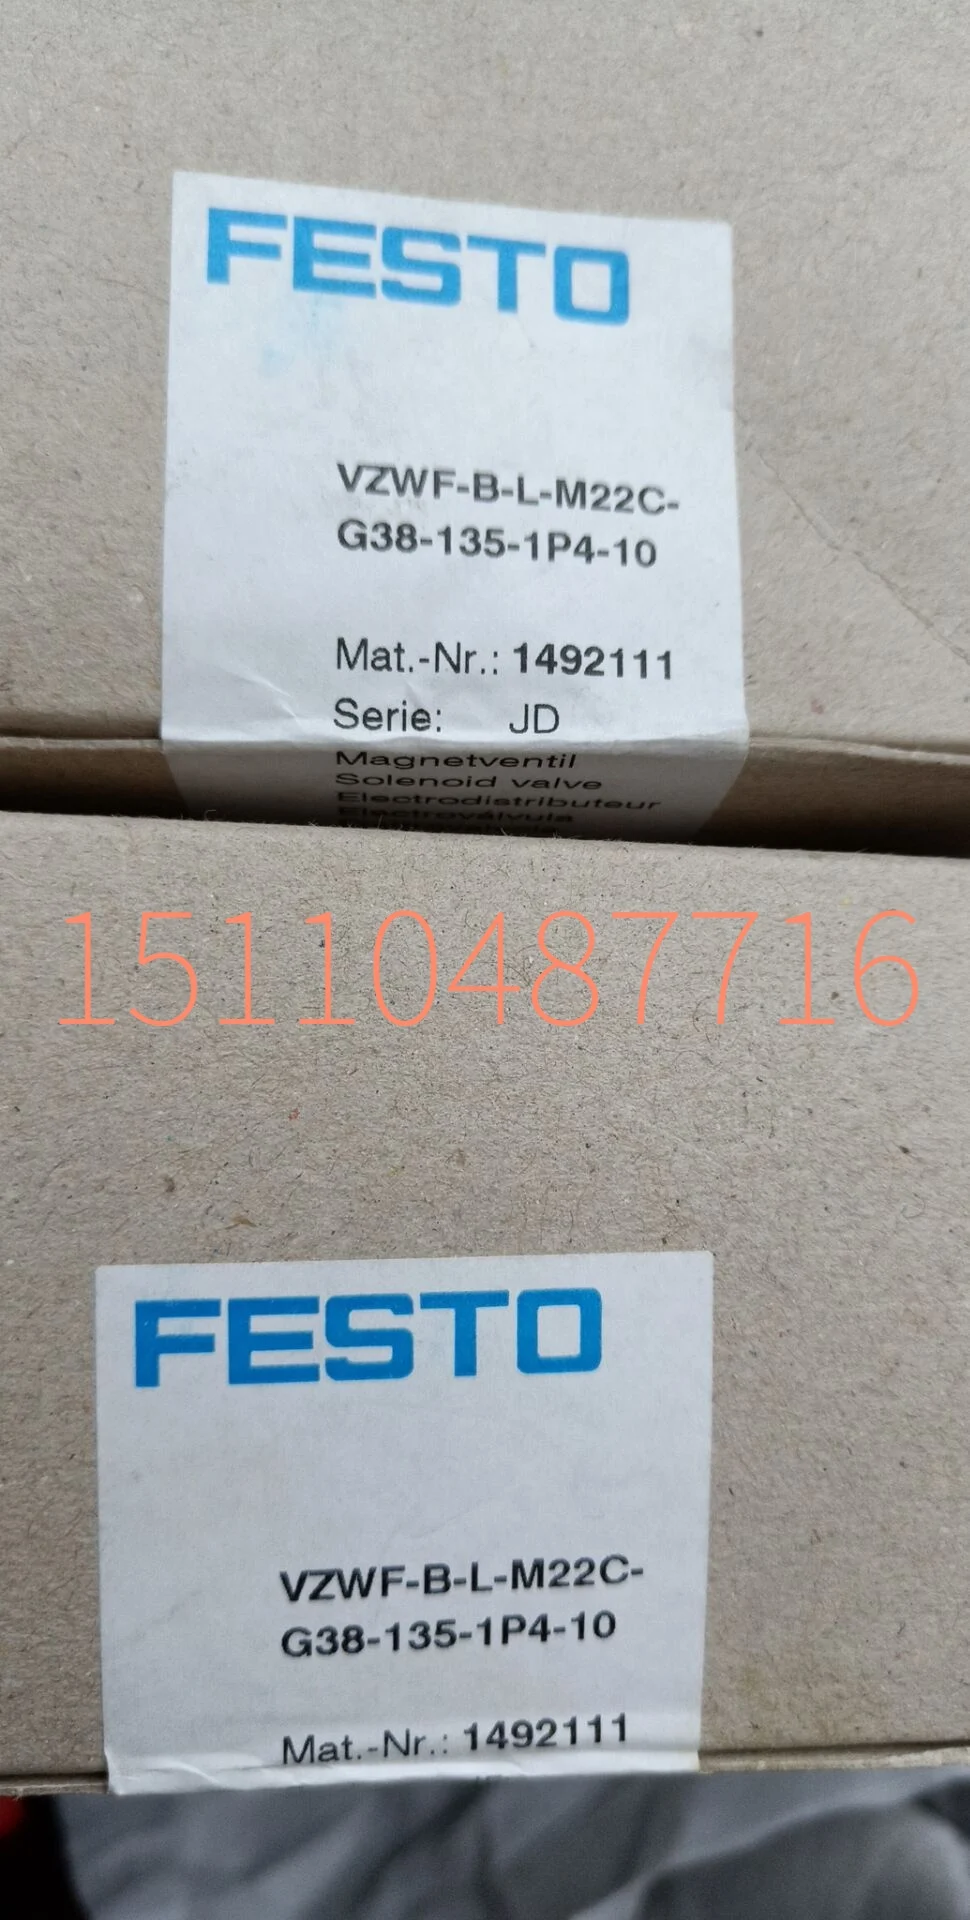 FESTO
VZWF-B-L-M22C-
G38-135-1P4-10
Mat.-Nr.: 1492111
Serie: JD
Magnetventil
Solenoid valve
Electrodistributeur
Electroválvula
15110487716
FESTO
VZWF-B-L-M22C-
G38-135-1P4-10
Mat.-Nr.: 1492111